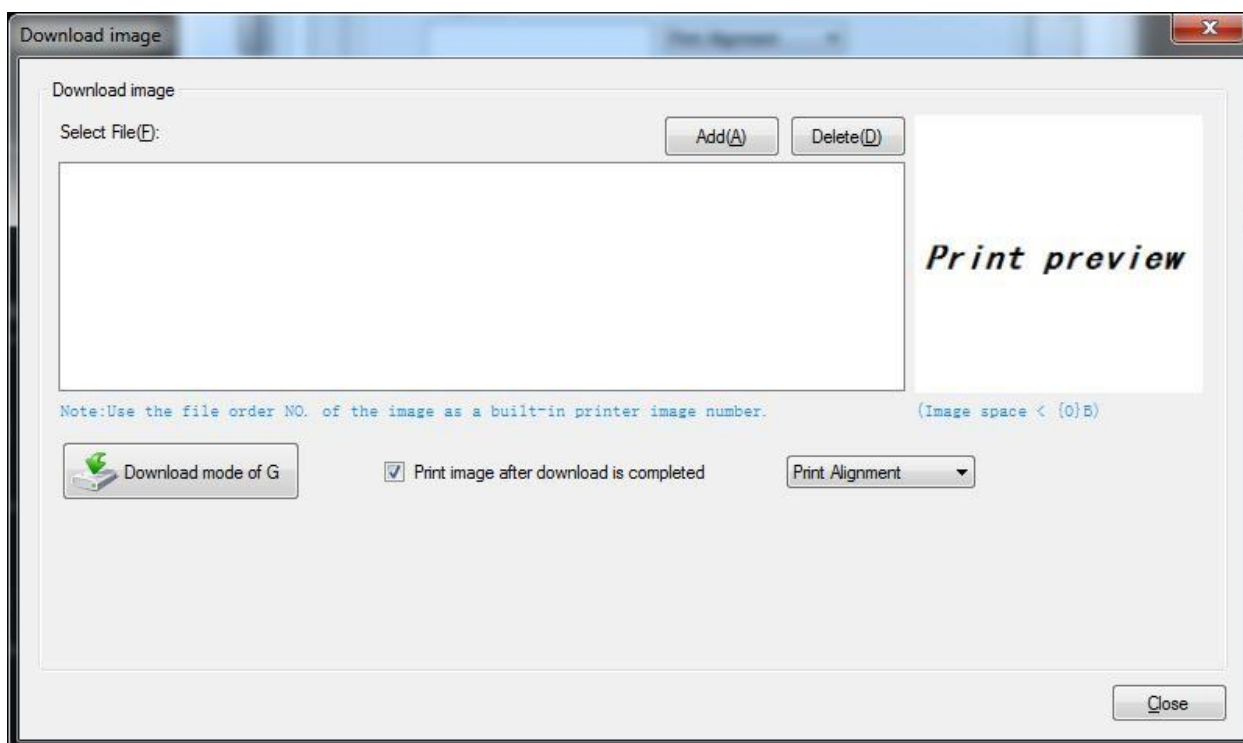 Download image
Download image
Select File(F):
Add(A)
Delete(D)
Print preview
Note:Use the file order NO. of the image as a built-in printer image number.
(Image space < {0}B)
Download mode of G
Print image after download is completed
Print Alignment
Close